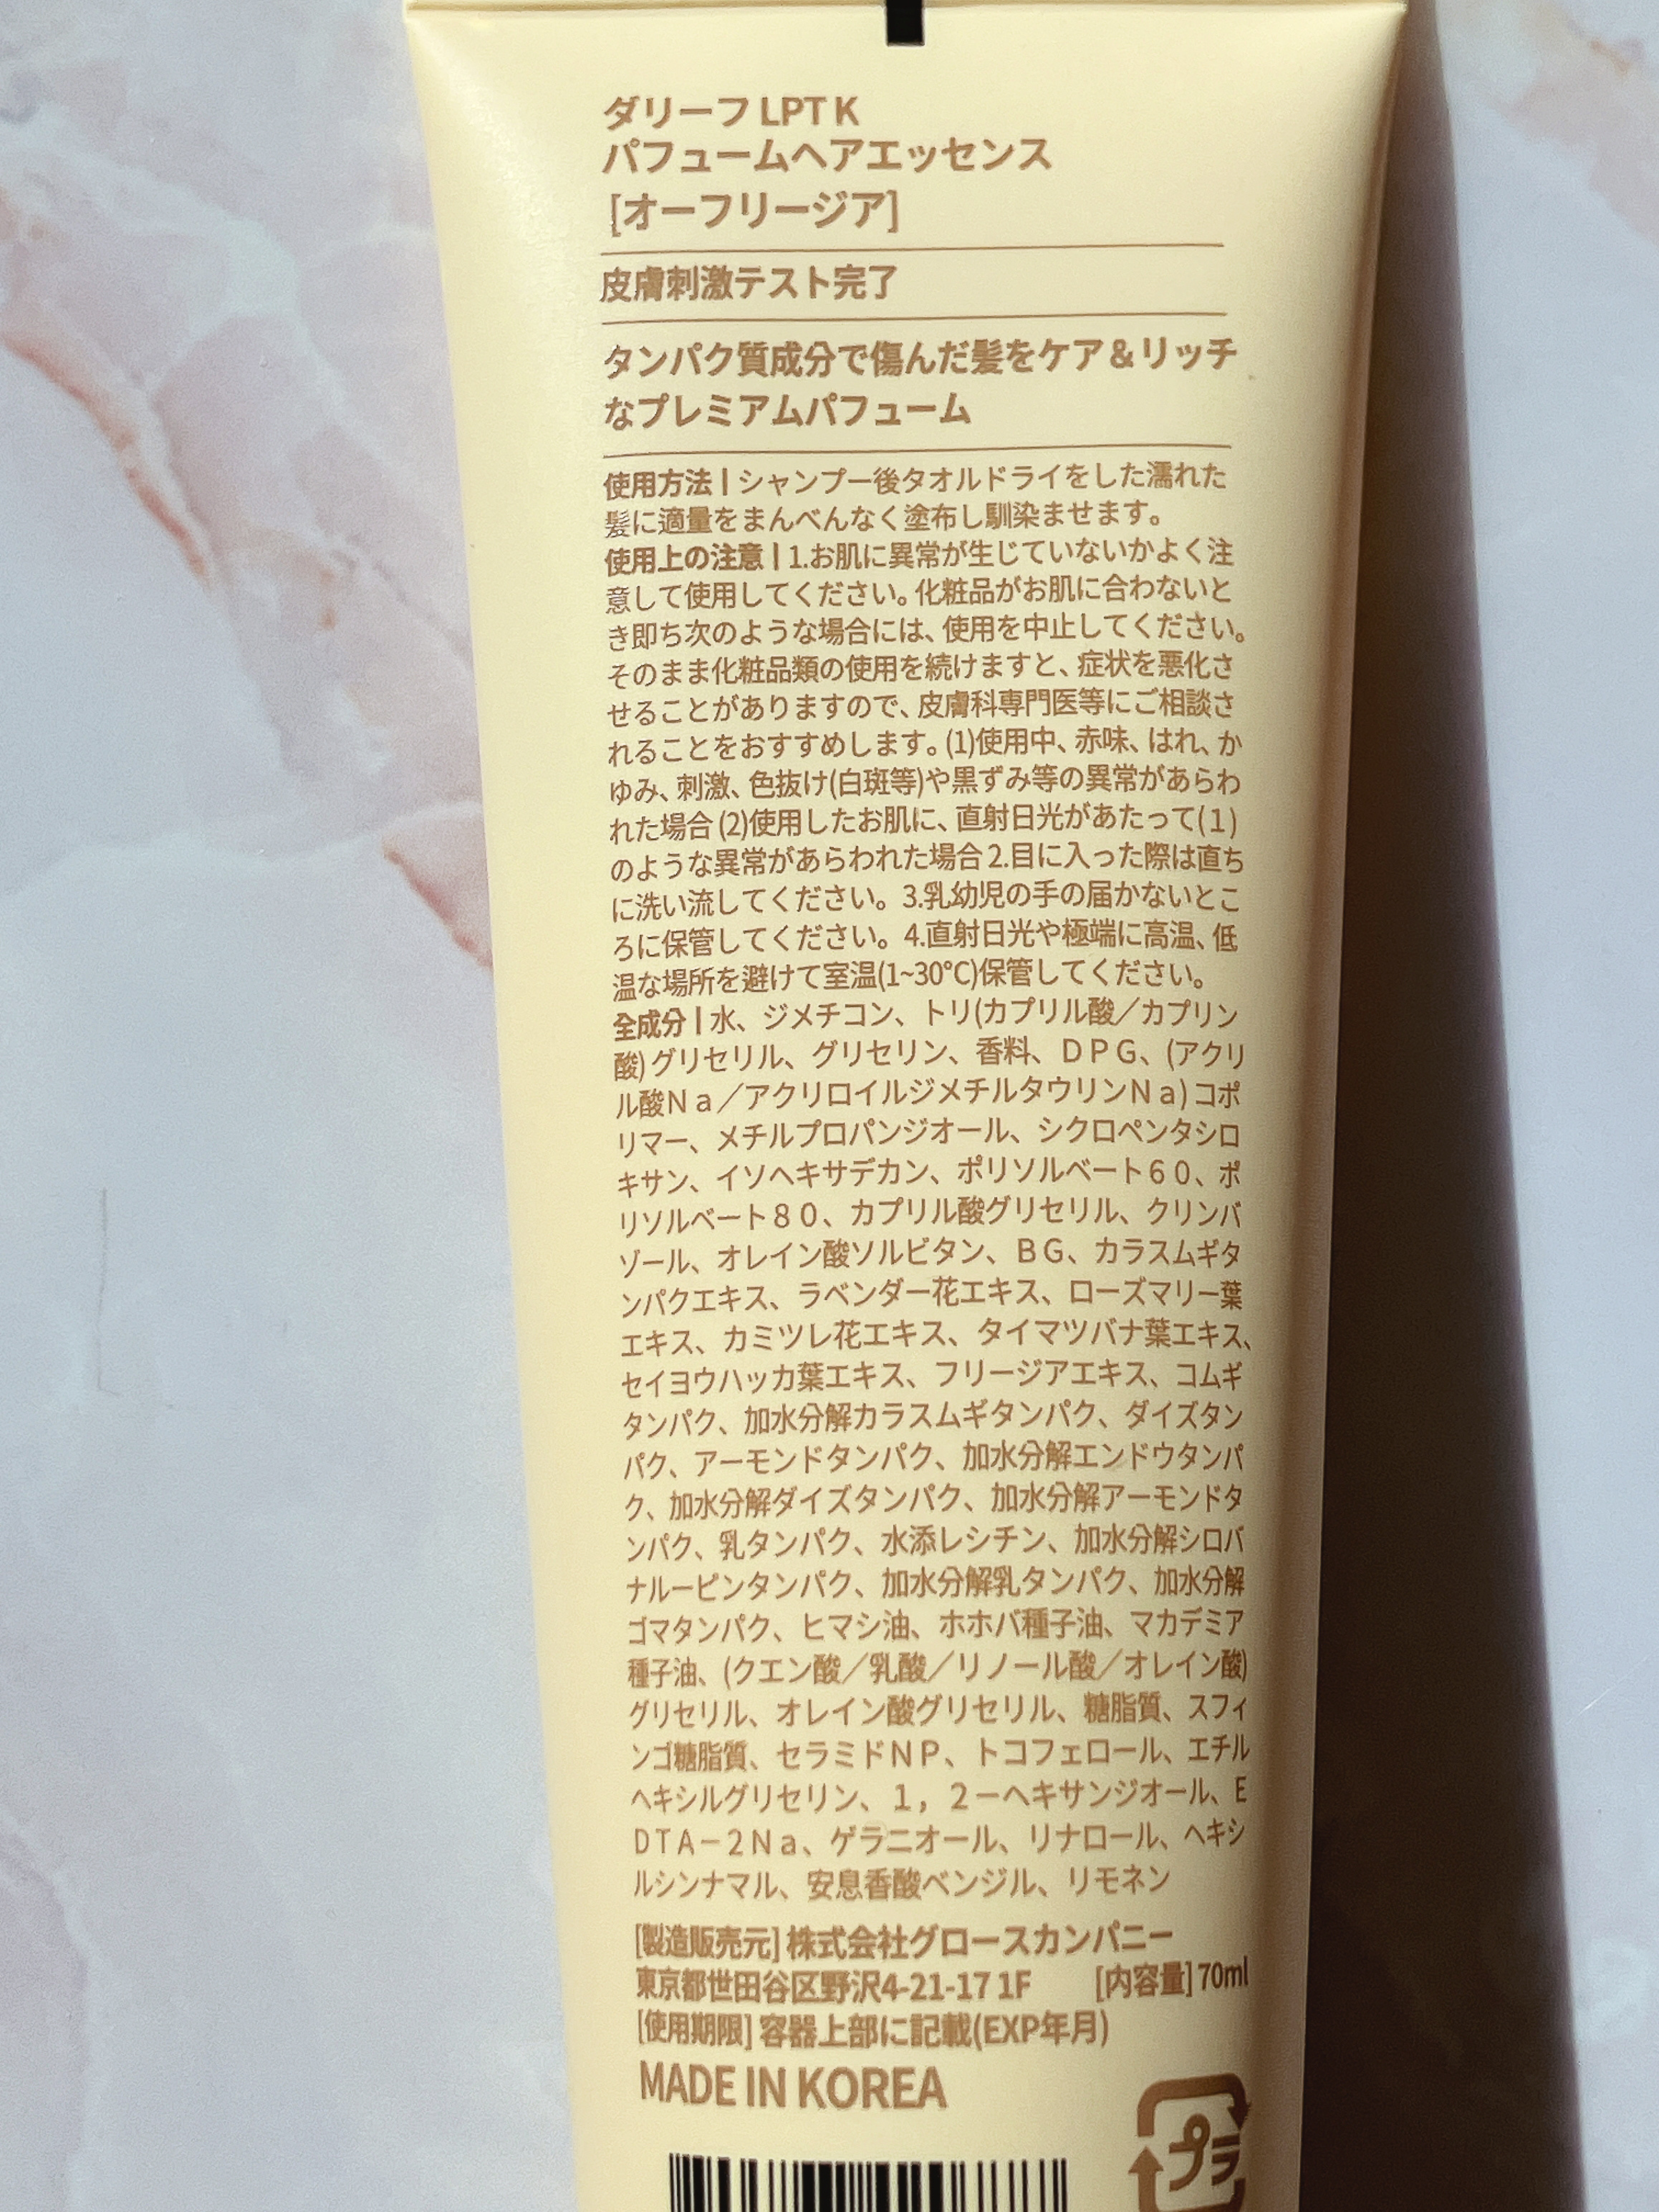 ダリーフ LPT K
パフュームヘアエッセンス
[オーフリージア]
皮膚刺激テスト完了
タンパク質成分で傷んだ髪をケア＆リッチ
なプレミアムパフューム
使用方法 | シャンプー後タオルドライをした濡れた
髪に適量をまんべんなく塗布し馴染ませます。
使用上の注意 | 1.お肌に異常が生じていないかよく注
意して使用してください。化粧品がお肌に合わないと
き即ち次のような場合には、使用を中止してください。
そのまま化粧品類の使用を続けますと、症状を悪化さ
せることがありますので、皮膚科専門医等にご相談さ
れることをおすすめします。(1)使用中、赤味、はれ、か
ゆみ、刺激、色抜け(白斑等)や黒ずみ等の異常があらわ
れた場合 (2)使用したお肌に、直射日光があたって(1)
のような異常があらわれた場合 2.目に入った際は直ち
に洗い流してください。3.乳幼児の手の届かないとこ
ろに保管してください。4.直射日光や極端に高温、低
温な場所を避けて室温(1~30℃)保管してください。
全成分 | 水、ジメチコン、トリ(カプリル酸／カプリン
酸)グリセリル、グリセリン、香料、ＤＰＧ、(アクリ
ル酸Ｎａ／アクリロイルジメチルタウリンＮａ)コポ
リマー、メチルプロパンジオール、シクロペンタシロ
キサン、イソヘキサデカン、ポリソルベート６０、ポ
リソルベート８０、カプリル酸グリセリル、クリンバ
ゾール、オレイン酸ソルビタン、ＢＧ、カラスムギタ
ンパクエキス、ラベンダー花エキス、ローズマリー葉
エキス、カミツレ花エキス、タイマツバナ葉エキス、
セイヨウハッカ葉エキス、フリージアエキス、コムギ
タンパク、加水分解カラスムギタンパク、ダイズタン
パク、アーモンドタンパク、加水分解エンドウタンパ
ク、加水分解ダイズタンパク、加水分解アーモンドタ
ンパク、乳タンパク、水添レシチン、加水分解シロバ
ナルーピンタンパク、加水分解乳タンパク、加水分解
ゴマタンパク、ヒマシ油、ホホバ種子油、マカデミア
種子油、(クエン酸／乳酸／リノール酸／オレイン酸)
グリセリル、オレイン酸グリセリル、糖脂質、スフィ
ンゴ糖脂質、セラミドＮＰ、トコフェロール、エチル
ヘキシルグリセリン、１，２－ヘキサンジオール、Ｅ
ＤＴＡ－２Ｎａ、ゲラニオール、リナロール、ヘキシ
ルシンナマル、安息香酸ベンジル、リモネン
[製造販売元] 株式会社グロースカンパニー
東京都世田谷区野沢4-21-17 1F [内容量] 70ml
[使用期限] 容器上部に記載(EXP年月)
MADE IN KOREA
プラ